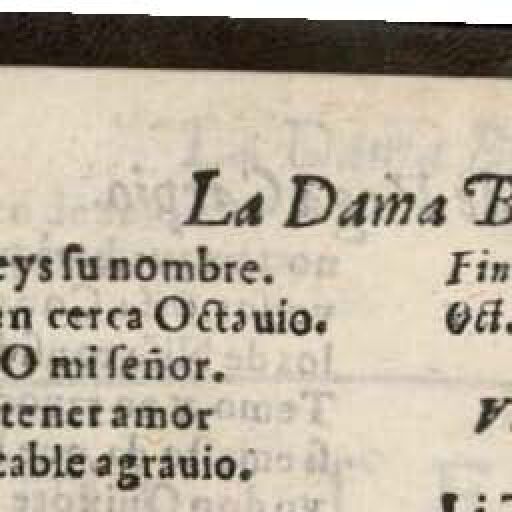 La Dama
eys ſu nombre.
en cerca Octauio.
O mi ſeñor.
tener amor
table agrauio.
Fin
Oct.